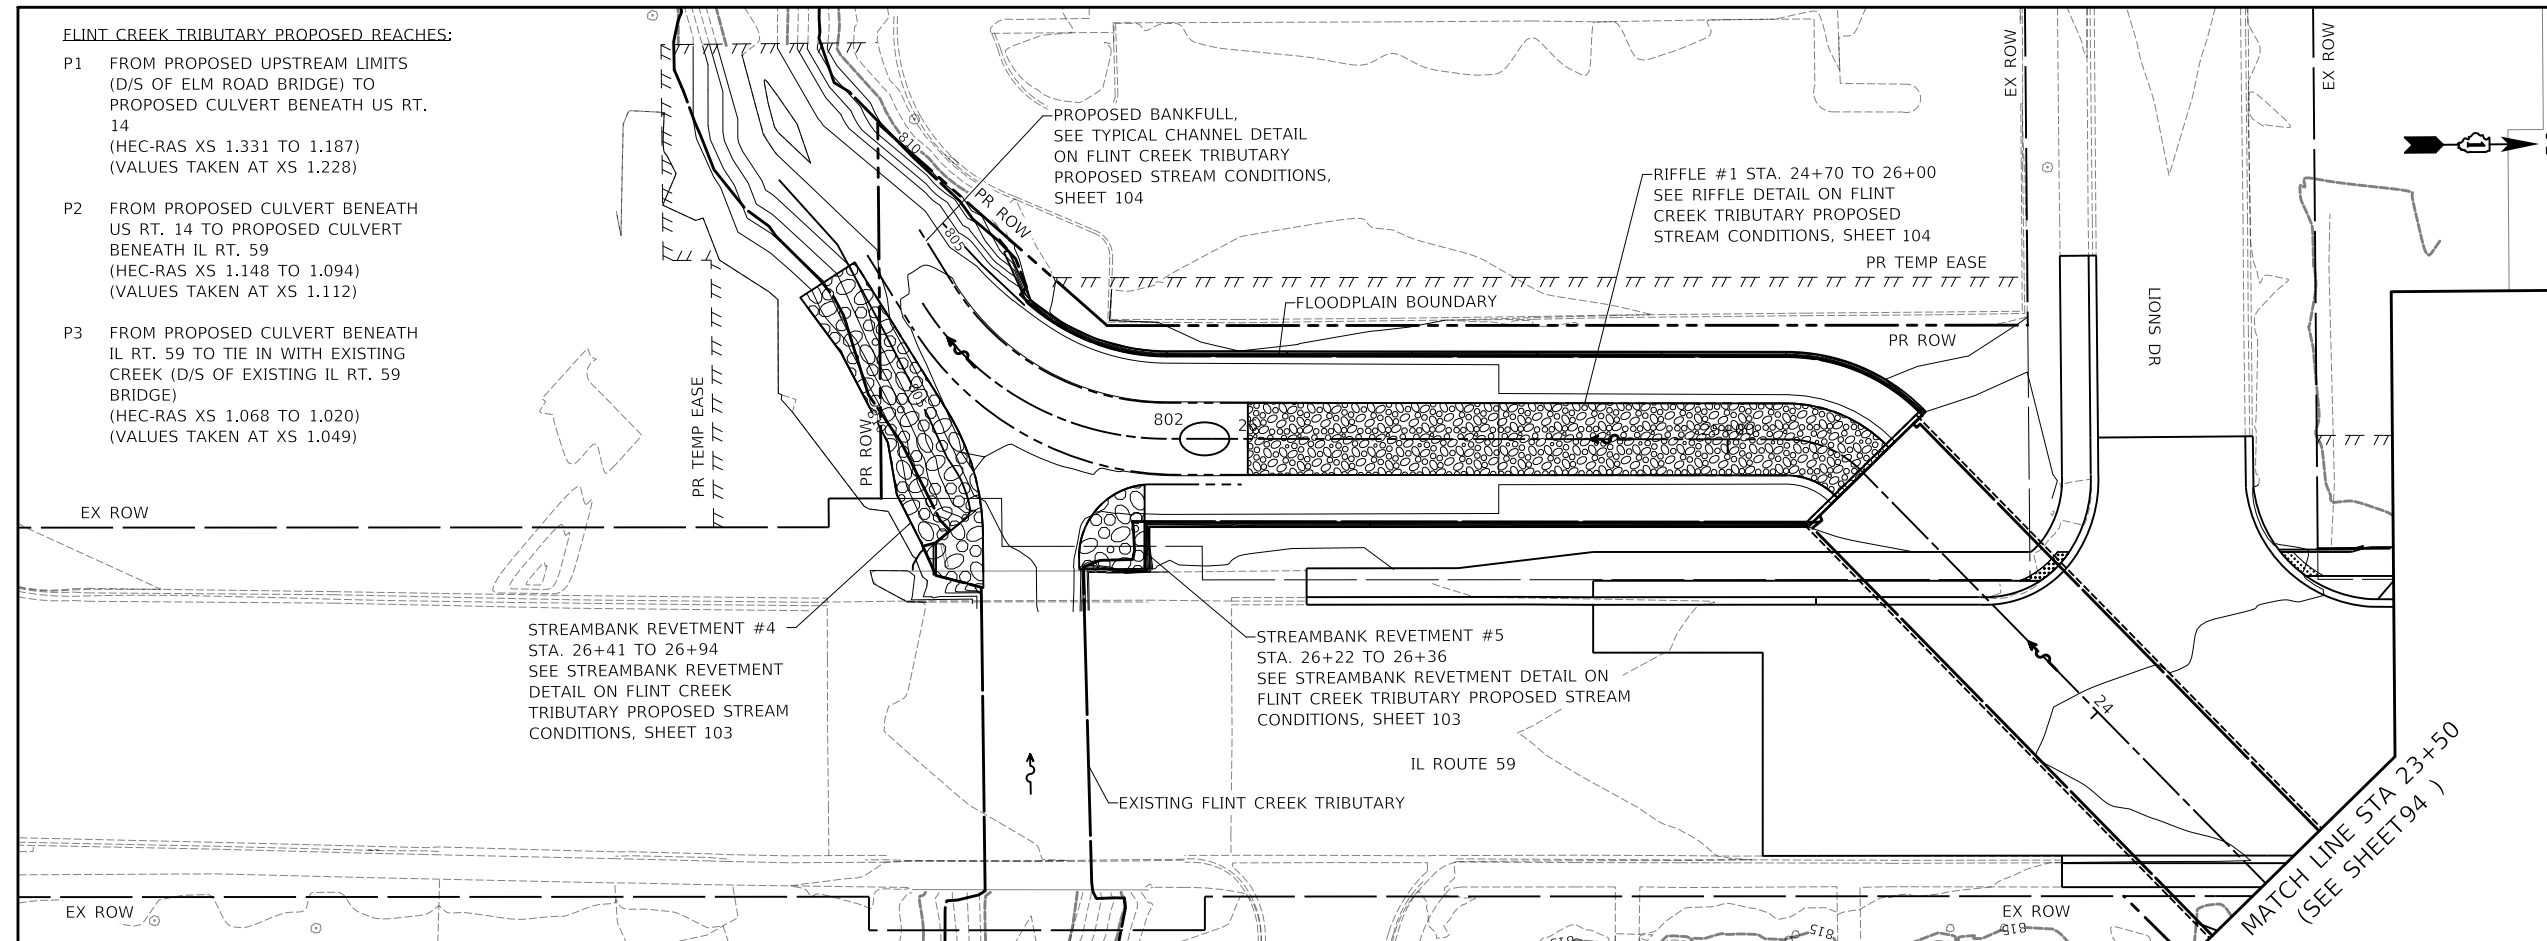 FLINT CREEK TRIBUTARY PROPOSED REACHES:
P1 FROM PROPOSED UPSTREAM LIMITS
(D/S OF ELM ROAD BRIDGE) TO
PROPOSED CULVERT BENEATH US RT.
14
(HEC-RAS XS 1.331 TO 1.187)
(VALUES TAKEN AT XS 1.228)
P2 FROM PROPOSED CULVERT BENEATH
US RT. 14 TO PROPOSED CULVERT
BENEATH IL RT. 59
(HEC-RAS XS 1.148 TO 1.094)
(VALUES TAKEN AT XS 1.112)
P3 FROM PROPOSED CULVERT BENEATH
IL RT. 59 TO TIE IN WITH EXISTING
CREEK (D/S OF EXISTING IL RT. 59
BRIDGE)
(HEC-RAS XS 1.068 TO 1.020)
(VALUES TAKEN AT XS 1.049)
PROPOSED BANKFULL,
SEE TYPICAL CHANNEL DETAIL
ON FLINT CREEK TRIBUTARY
PROPOSED STREAM CONDITIONS,
SHEET 104
RIFFLE #1 STA. 24+70 TO 26+00
SEE RIFFLE DETAIL ON FLINT
CREEK TRIBUTARY PROPOSED
STREAM CONDITIONS, SHEET 104
EX ROW
EX ROW
810
PR ROW
805
PR TEMP EASE
FLOODPLAIN BOUNDARY
PR ROW
LIONS DR
PR TEMP EASE
PR ROW
802
EX ROW
STREAMBANK REVETMENT #4
STA. 26+41 TO 26+94
SEE STREAMBANK REVETMENT
DETAIL ON FLINT CREEK
TRIBUTARY PROPOSED STREAM
CONDITIONS, SHEET 103
STREAMBANK REVETMENT #5
STA. 26+22 TO 26+36
SEE STREAMBANK REVETMENT DETAIL ON
FLINT CREEK TRIBUTARY PROPOSED STREAM
CONDITIONS, SHEET 103
24
IL ROUTE 59
EXISTING FLINT CREEK TRIBUTARY
MATCH LINE STA 23+50
(SEE SHEET94 )
EX ROW
EX ROW
815
815